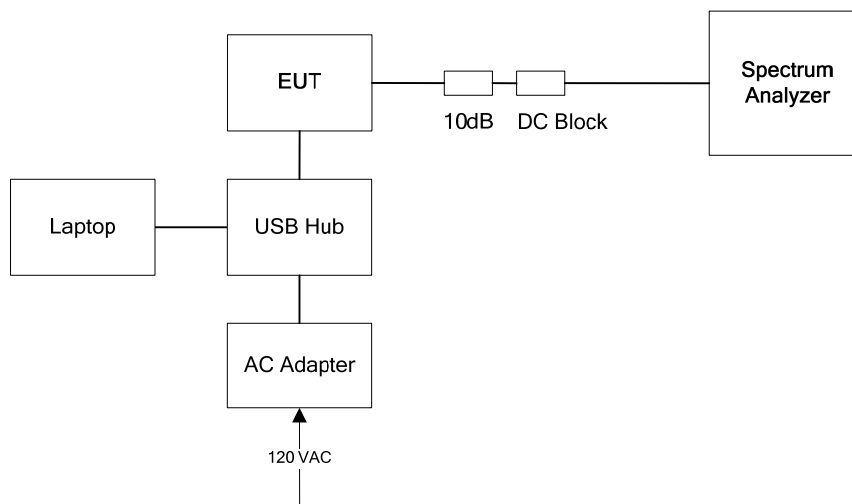 EUT
Spectrum
Analyzer
10dB
DC Block
Laptop
USB Hub
AC Adapter
120 VAC